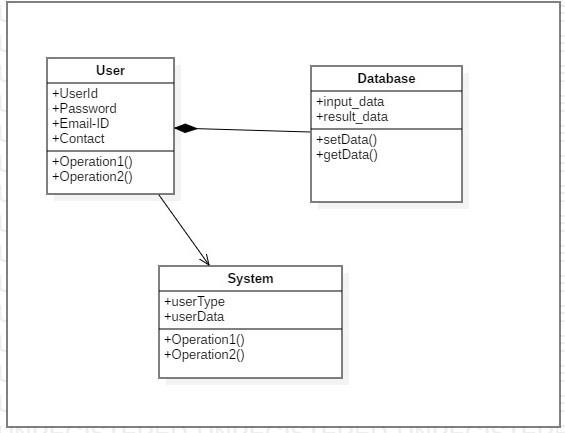 User
+UserId
+Password
+Email-ID
+Contact
+Operation1()
+Operation2()
Database
+input_data
+result_data
+setData()
+getData()
System
+userType
+userData
+Operation1()
+Operation2()